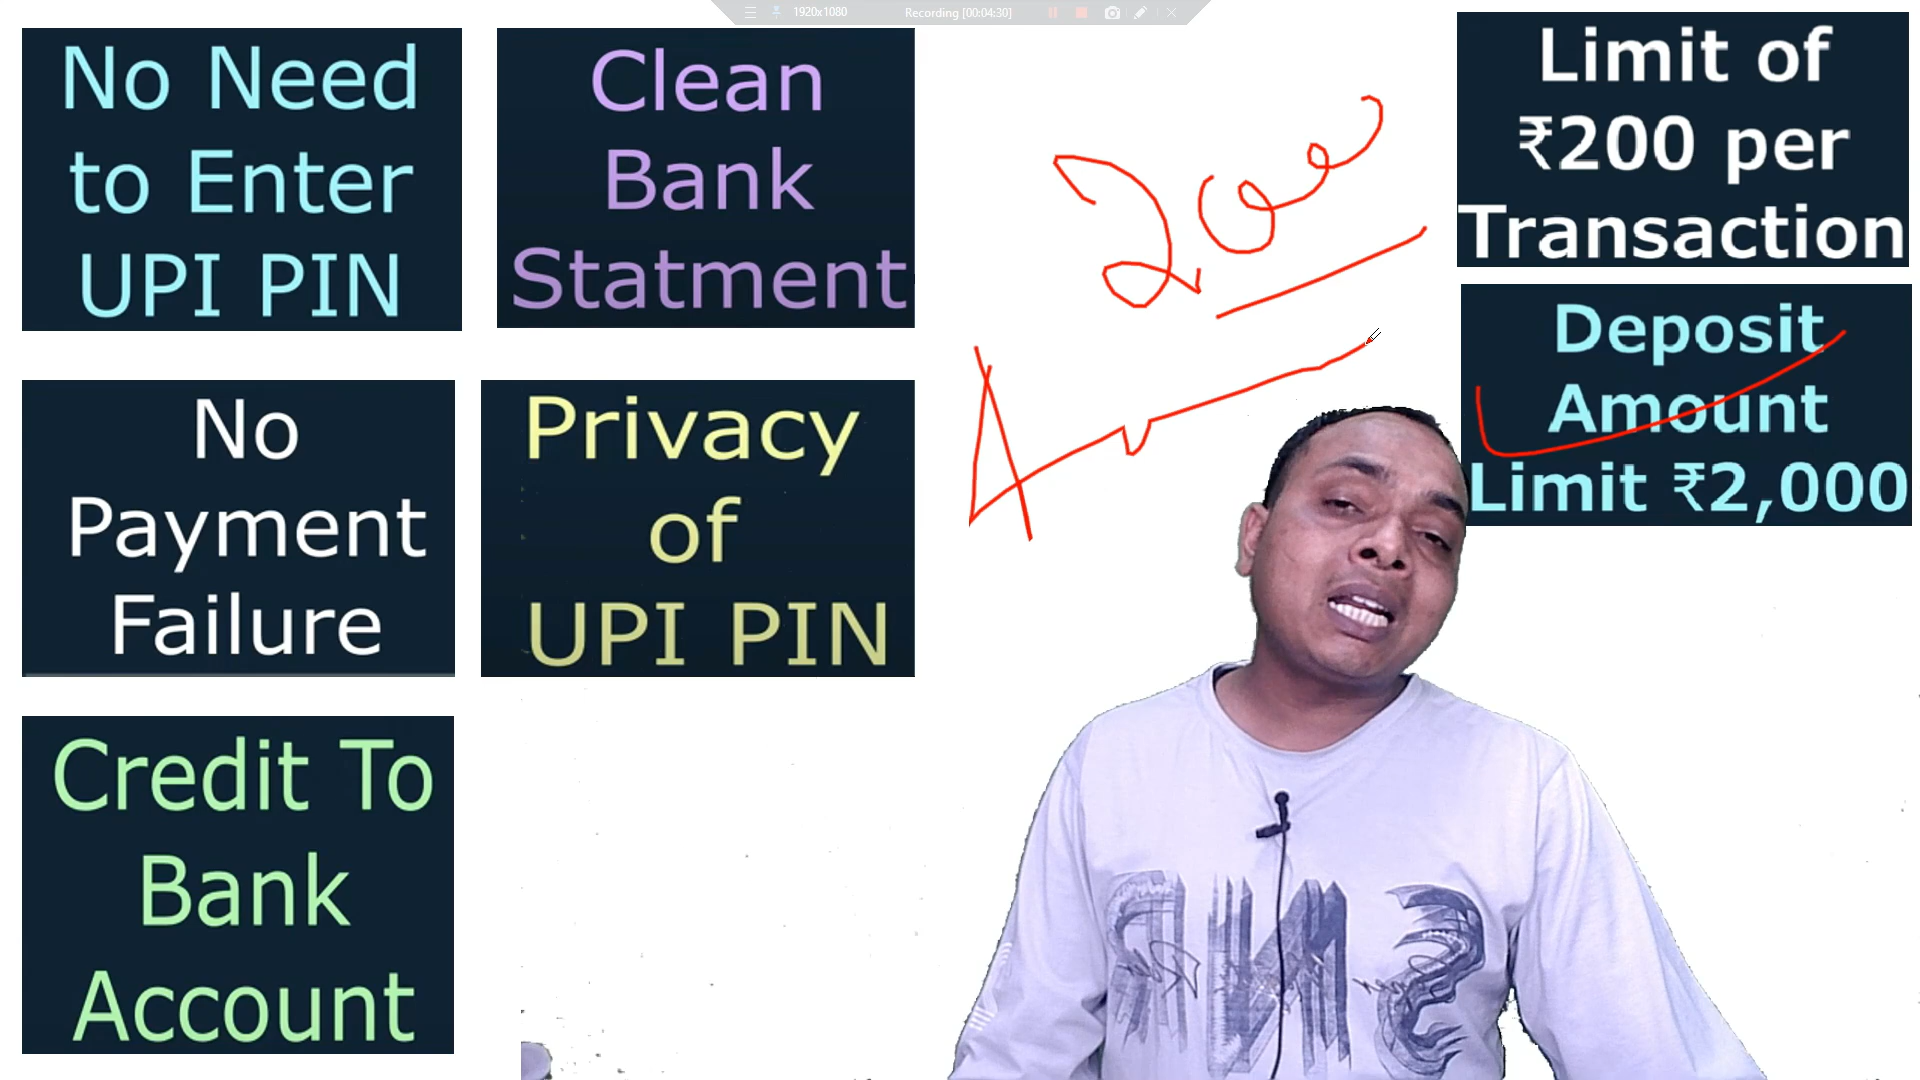 1920x1080
Recording [00:04:30]
No Need
to Enter
UPI PIN
Clean
Bank
Statment
Limit of
₹200 per
Transaction
Deposit
Amount
Limit ₹2,000
No
Payment
Failure
Privacy
of
UPI PIN
Credit To
Bank
Account